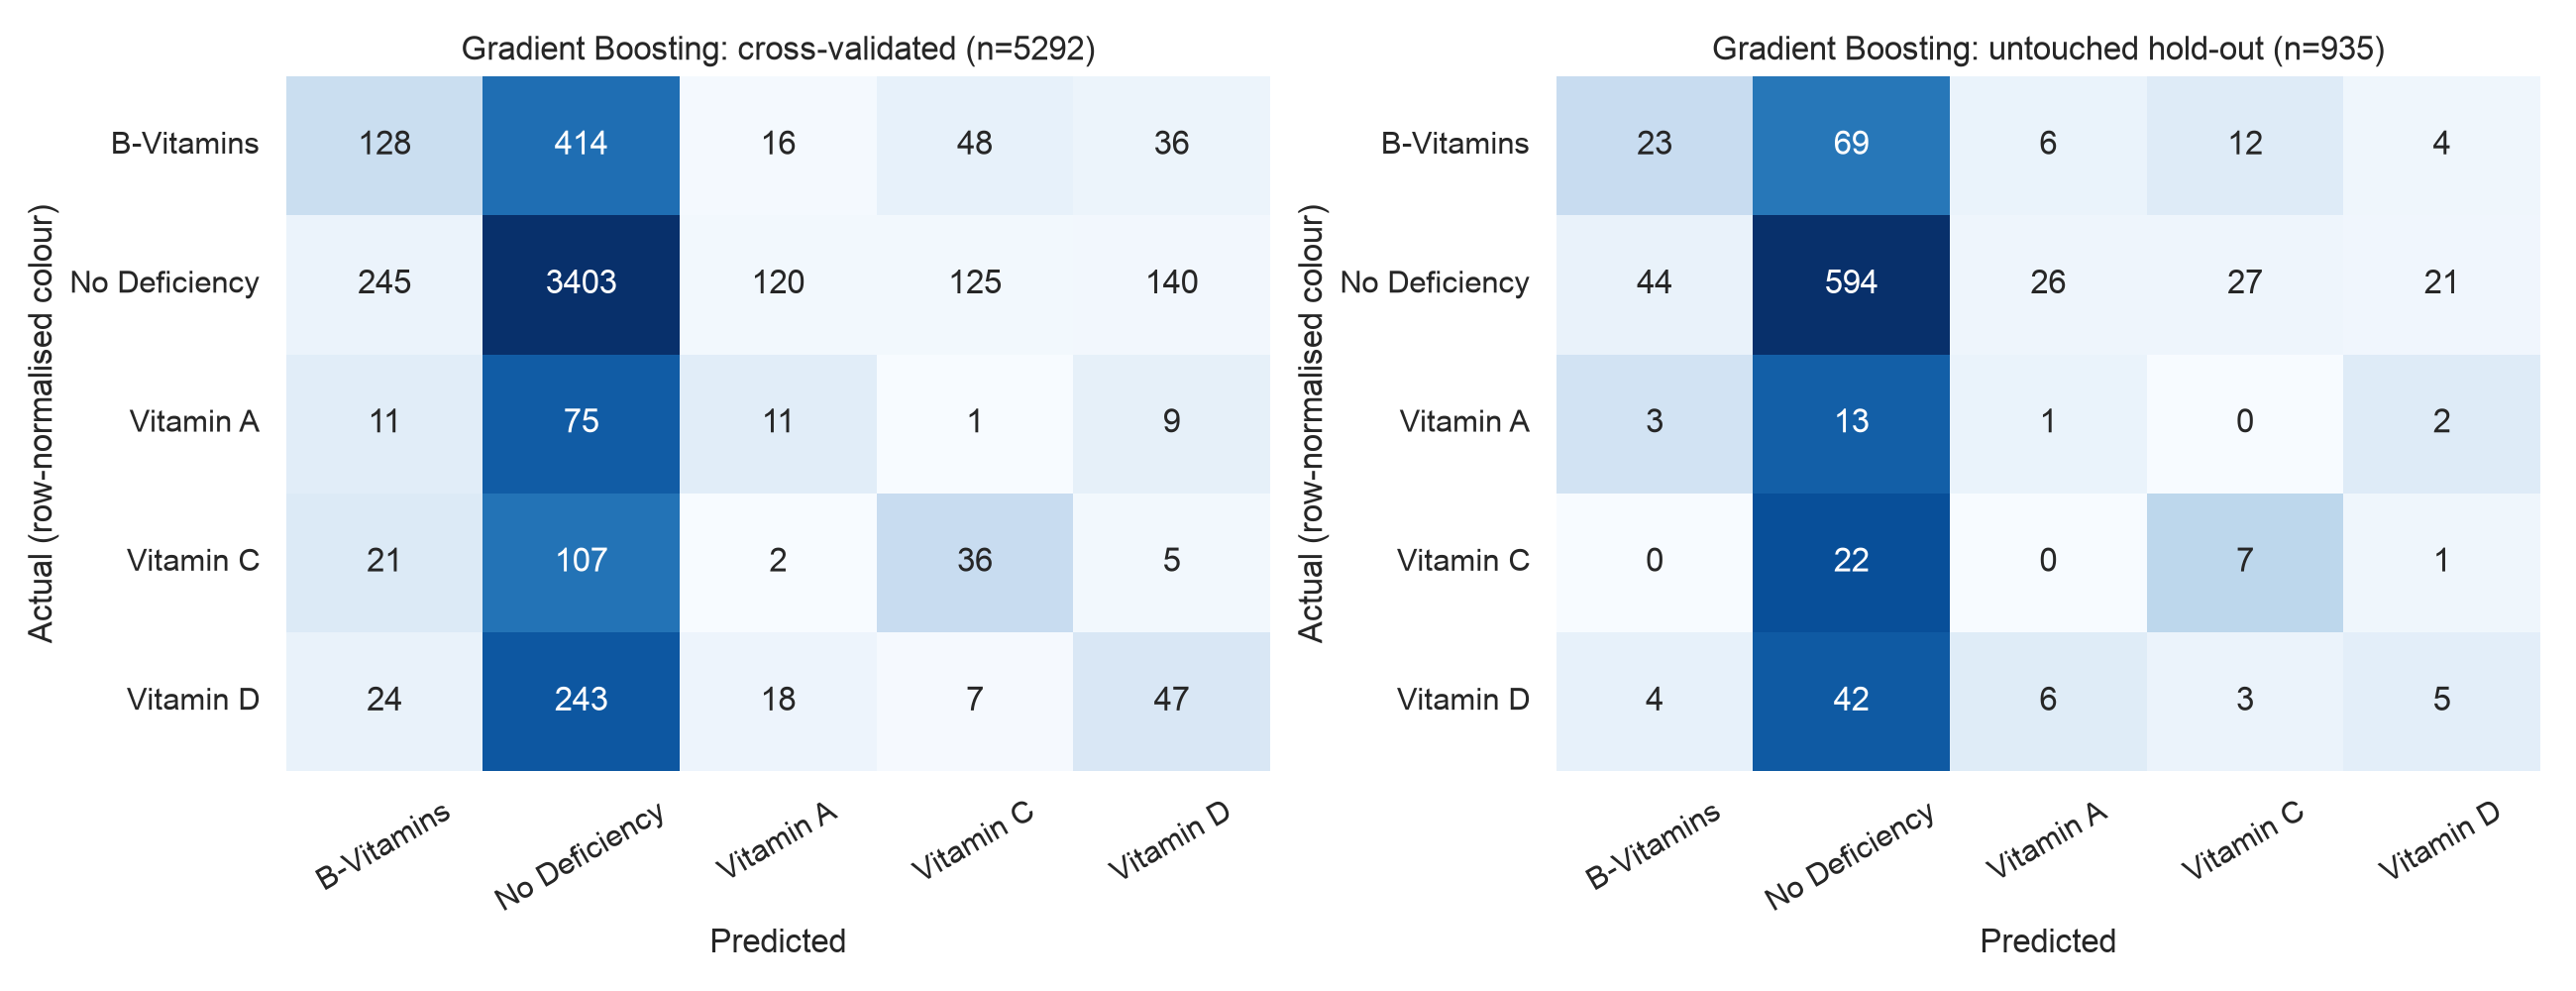 Gradient Boosting: cross-validated (n=5292)
Actual (row-normalised colour)
B-Vitamins 128 414 16 48 36
No Deficiency 245 3403 120 125 140
Vitamin A 11 75 11 1 9
Vitamin C 21 107 2 36 5
Vitamin D 24 243 18 7 47
B-Vitamins No Deficiency Vitamin A Vitamin C Vitamin D
Predicted
Gradient Boosting: untouched hold-out (n=935)
Actual (row-normalised colour)
B-Vitamins 23 69 6 12 4
No Deficiency 44 594 26 27 21
Vitamin A 3 13 1 0 2
Vitamin C 0 22 0 7 1
Vitamin D 4 42 6 3 5
B-Vitamins No Deficiency Vitamin A Vitamin C Vitamin D
Predicted